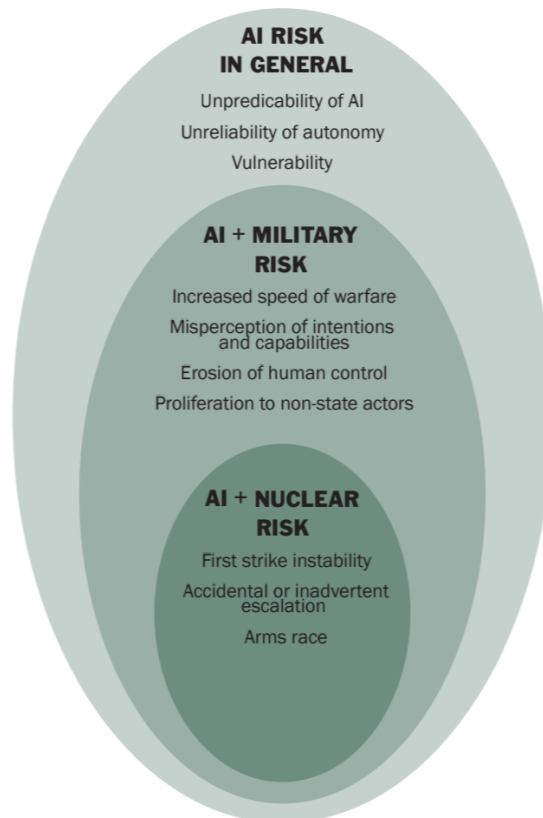 AI RISK
IN GENERAL
Unpredicability of AI
Unreliability of autonomy
Vulnerability
AI + MILITARY
RISK
Increased speed of warfare
Misperception of intentions
and capabilities
Erosion of human control
Proliferation to non-state actors
AI + NUCLEAR
RISK
First strike instability
Accidental or inadvertent
escalation
Arms race